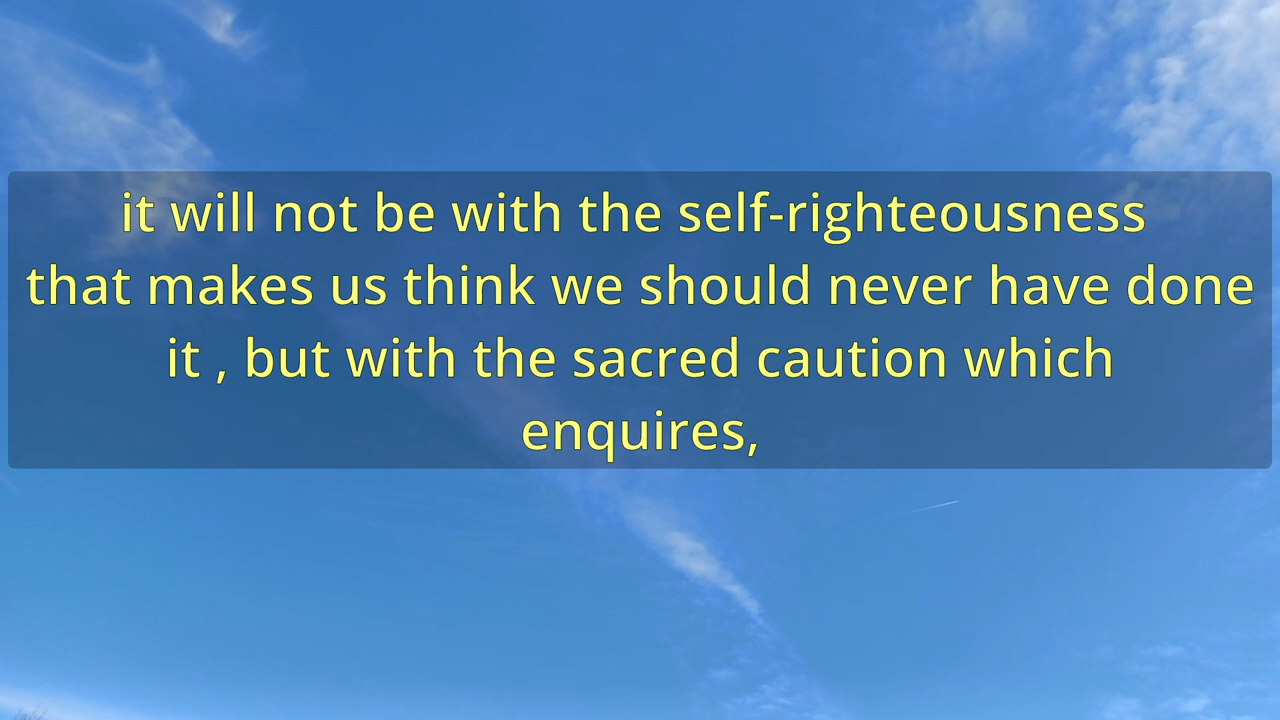 it will not be with the self-righteousness
that makes us think we should never have done
it , but with the sacred caution which
enquires,